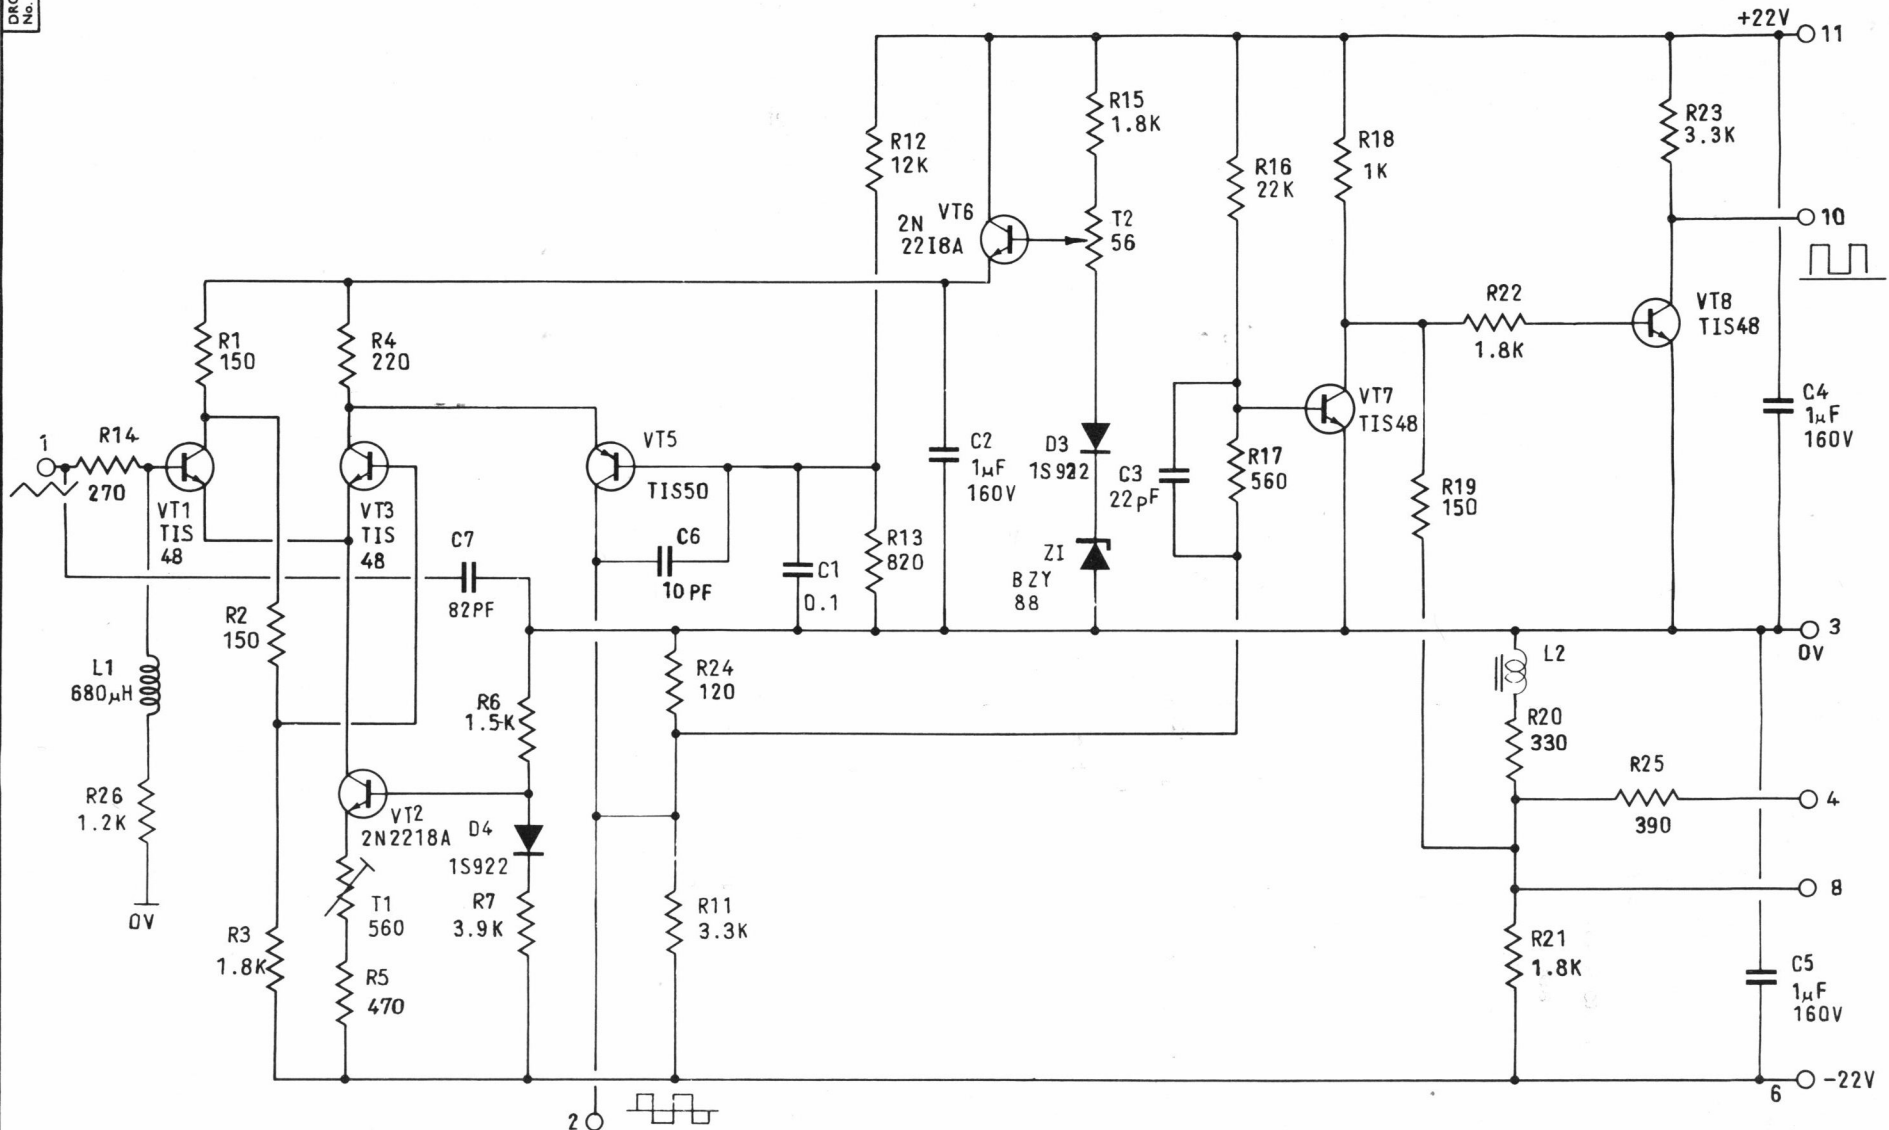 DRG
No.
+22V
11
R15
1.8K
R23
3.3K
R12
12K
R18
1K
R16
22K
VT6
2N
22I8A
T2
56
10
R22
1.8K
VT8
TIS48
R1
150
R4
220
VT7
TIS48
C4
1µF
160V
1
R14
270
VT5
TIS50
C2
1µF
160V
D3
1S922
C3
22pF
R17
560
R19
150
VT1
TIS
48
VT3
TIS
48
C7
82PF
C6
10PF
C1
0.1
R13
820
ZI
BZY
88
R2
150
3
0V
L1
680µH
R24
120
L2
R6
1.5K
R20
330
R25
390
4
R26
1.2K
VT2
2N2218A
D4
1S922
8
0V
T1
560
R7
3.9K
R11
3.3K
R3
1.8K
R5
470
R21
1.8K
C5
1µF
160V
6
-22V
2